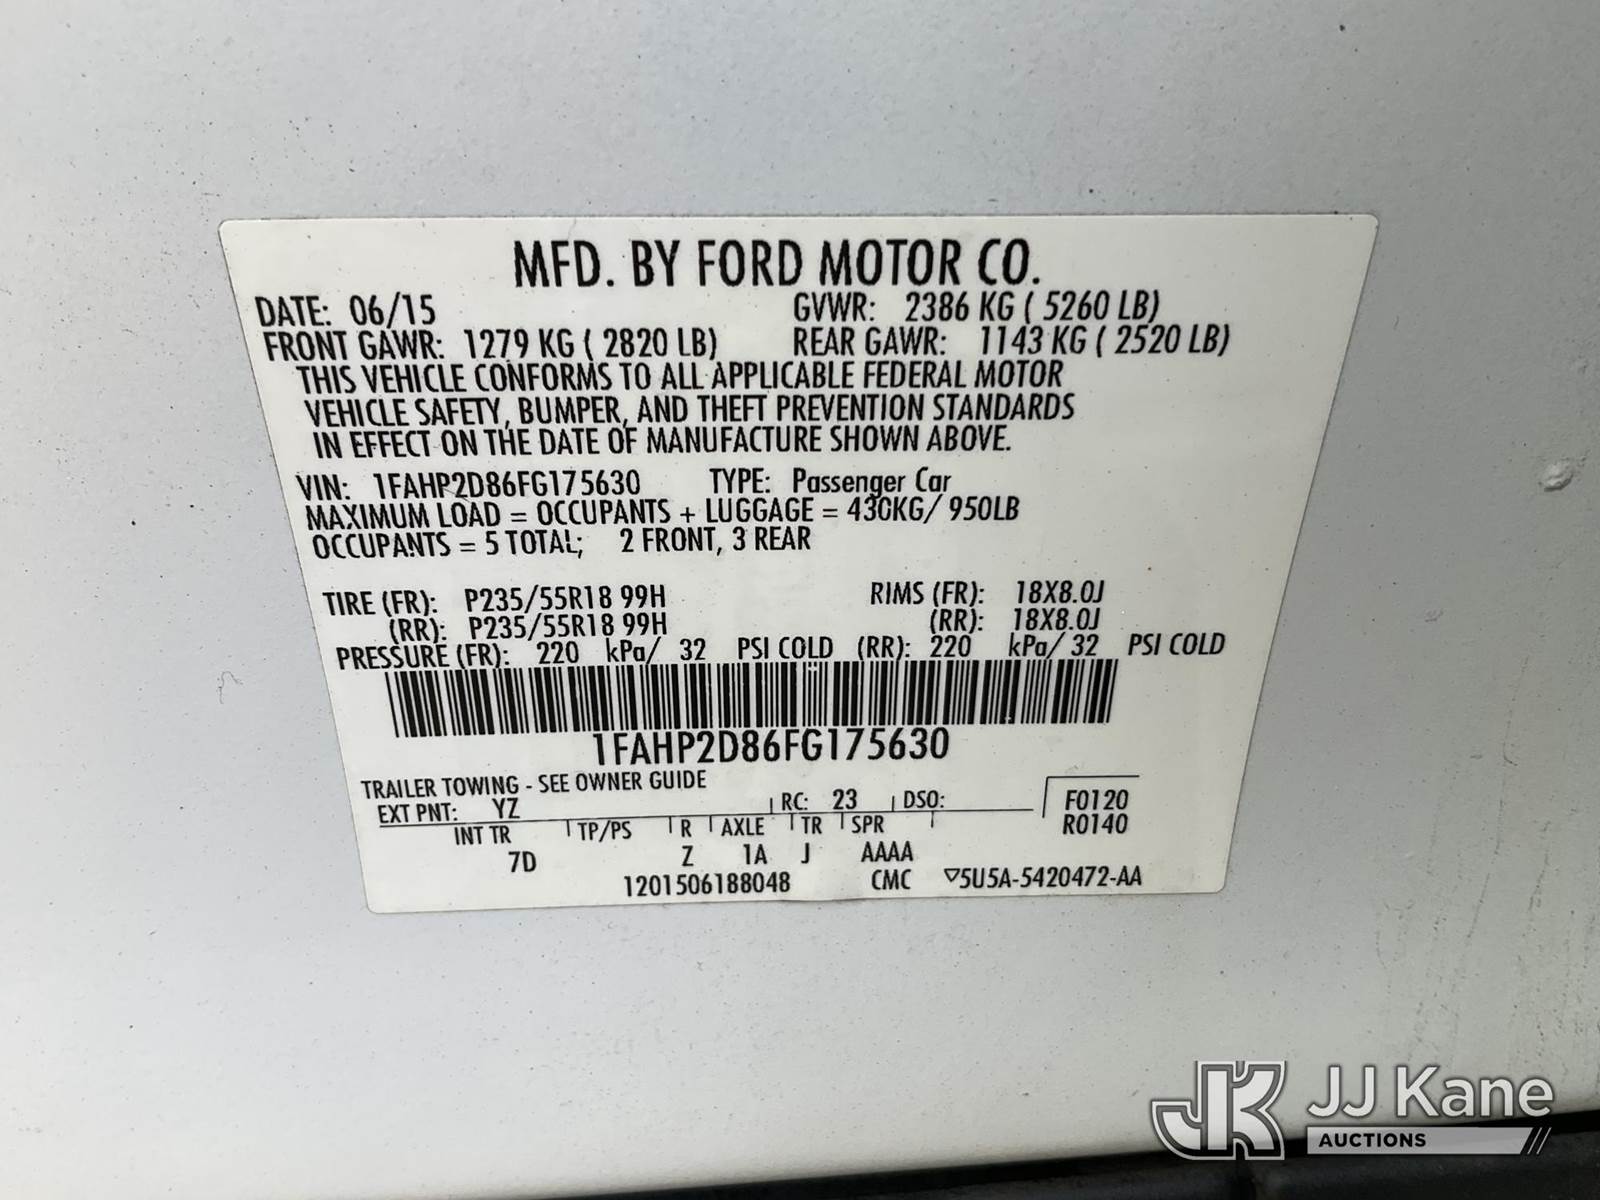 MFD. BY FORD MOTOR CO.
DATE: 06/15 GVWR: 2386 KG ( 5260 LB)
FRONT GAWR: 1279 KG ( 2820 LB) REAR GAWR: 1143 KG ( 2520 LB)
THIS VEHICLE CONFORMS TO ALL APPLICABLE FEDERAL MOTOR
VEHICLE SAFETY, BUMPER, AND THEFT PREVENTION STANDARDS
IN EFFECT ON THE DATE OF MANUFACTURE SHOWN ABOVE.
VIN: 1FAHP2D86FG175630 TYPE: Passenger Car
MAXIMUM LOAD = OCCUPANTS + LUGGAGE = 430KG/ 950LB
OCCUPANTS = 5 TOTAL; 2 FRONT, 3 REAR
TIRE (FR): P235/55R18 99H RIMS (FR): 18X8.0J
(RR): P235/55R18 99H (RR): 18X8.0J
PRESSURE (FR): 220 kPa/ 32 PSI COLD (RR): 220 kPa/ 32 PSI COLD
1FAHP2D86FG175630
TRAILER TOWING - SEE OWNER GUIDE
EXT PNT: YZ RC: 23 DSO: F0120
INT TR TP/PS R AXLE TR SPR R0140
7D Z 1A J AAAA
1201506188048 CMC ▽5U5A-5420472-AA
JK JJ Kane
AUCTIONS